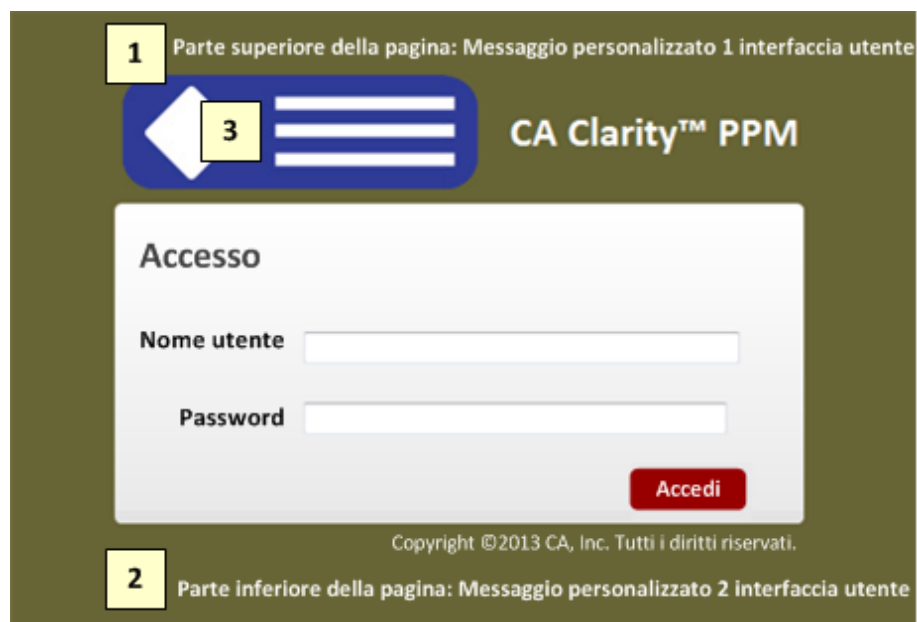 1 Parte superiore della pagina: Messaggio personalizzato 1 interfaccia utente
3 CA Clarity™ PPM
Accesso
Nome utente
Password
Accedi
Copyright ©2013 CA, Inc. Tutti i diritti riservati.
2 Parte inferiore della pagina: Messaggio personalizzato 2 interfaccia utente